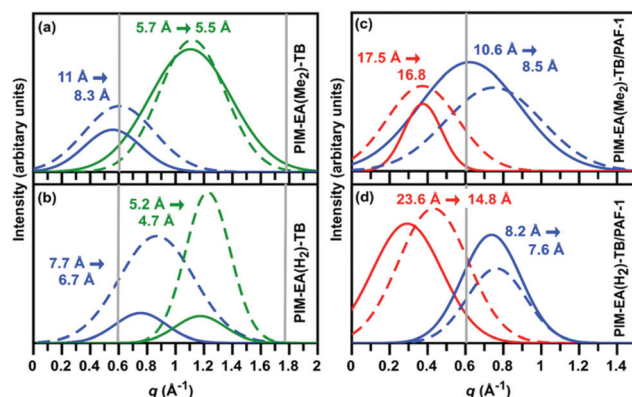 (a)
5.7 Å → 5.5 Å
11 Å →
8.3 Å
PIM-EA(Me₂)-TB
(b)
5.2 Å →
4.7 Å
7.7 Å →
6.7 Å
PIM-EA(H₂)-TB
Intensity (arbitary units)
0 0.2 0.4 0.6 0.8 1 1.2 1.4 1.6 1.8 2
q (Å⁻¹)
(c)
10.6 Å →
8.5 Å
17.5 Å →
16.8
PIM-EA(Me₂)-TB/PAF-1
(d)
23.6 Å → 14.8 Å
8.2 Å →
7.6 Å
PIM-EA(H₂)-TB/PAF-1
Intensity (arbitary units)
0 0.2 0.4 0.6 0.8 1 1.2 1.4
q (Å⁻¹)